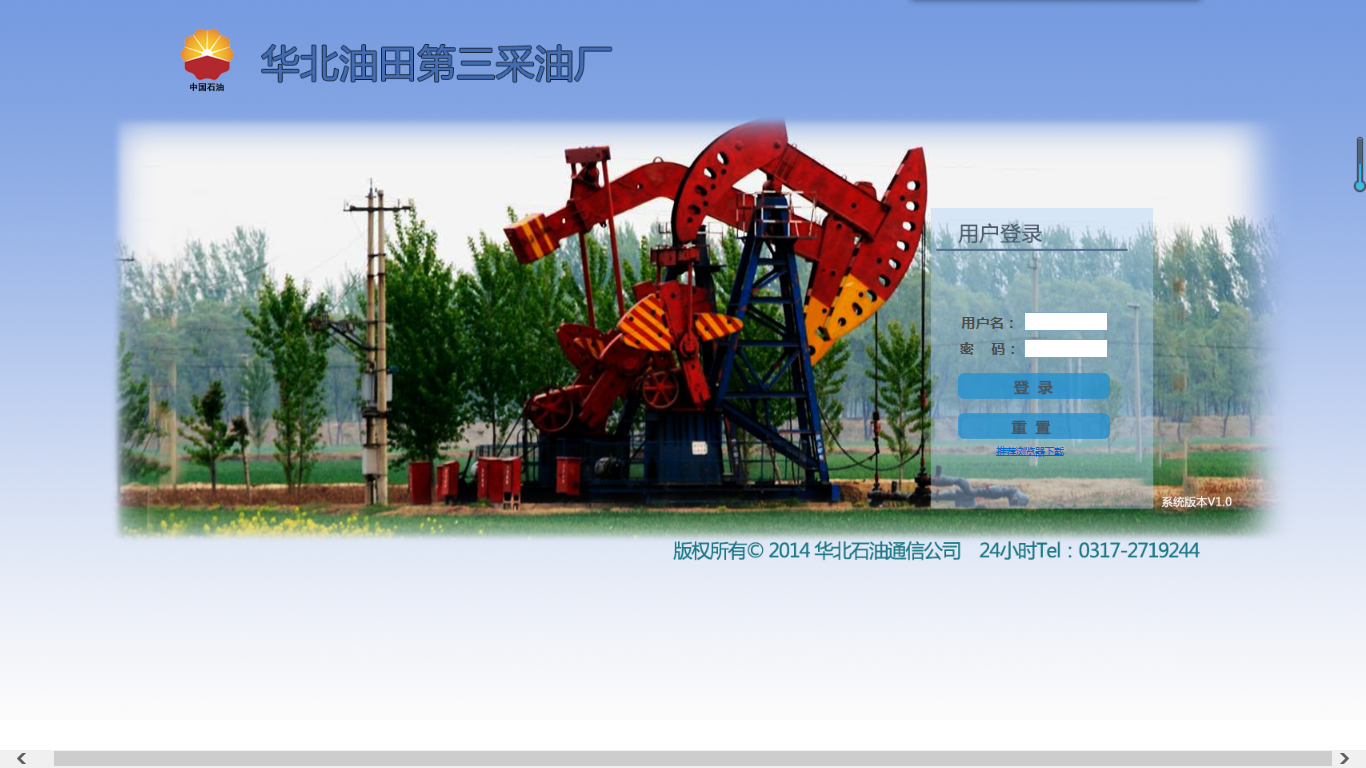 中国石油
华北油田第三采油厂
用户登录
用户名：
密 码：
登 录
重 置
推荐浏览器下载
系统版本V1.0
版权所有© 2014 华北石油通信公司 24小时Tel：0317-2719244